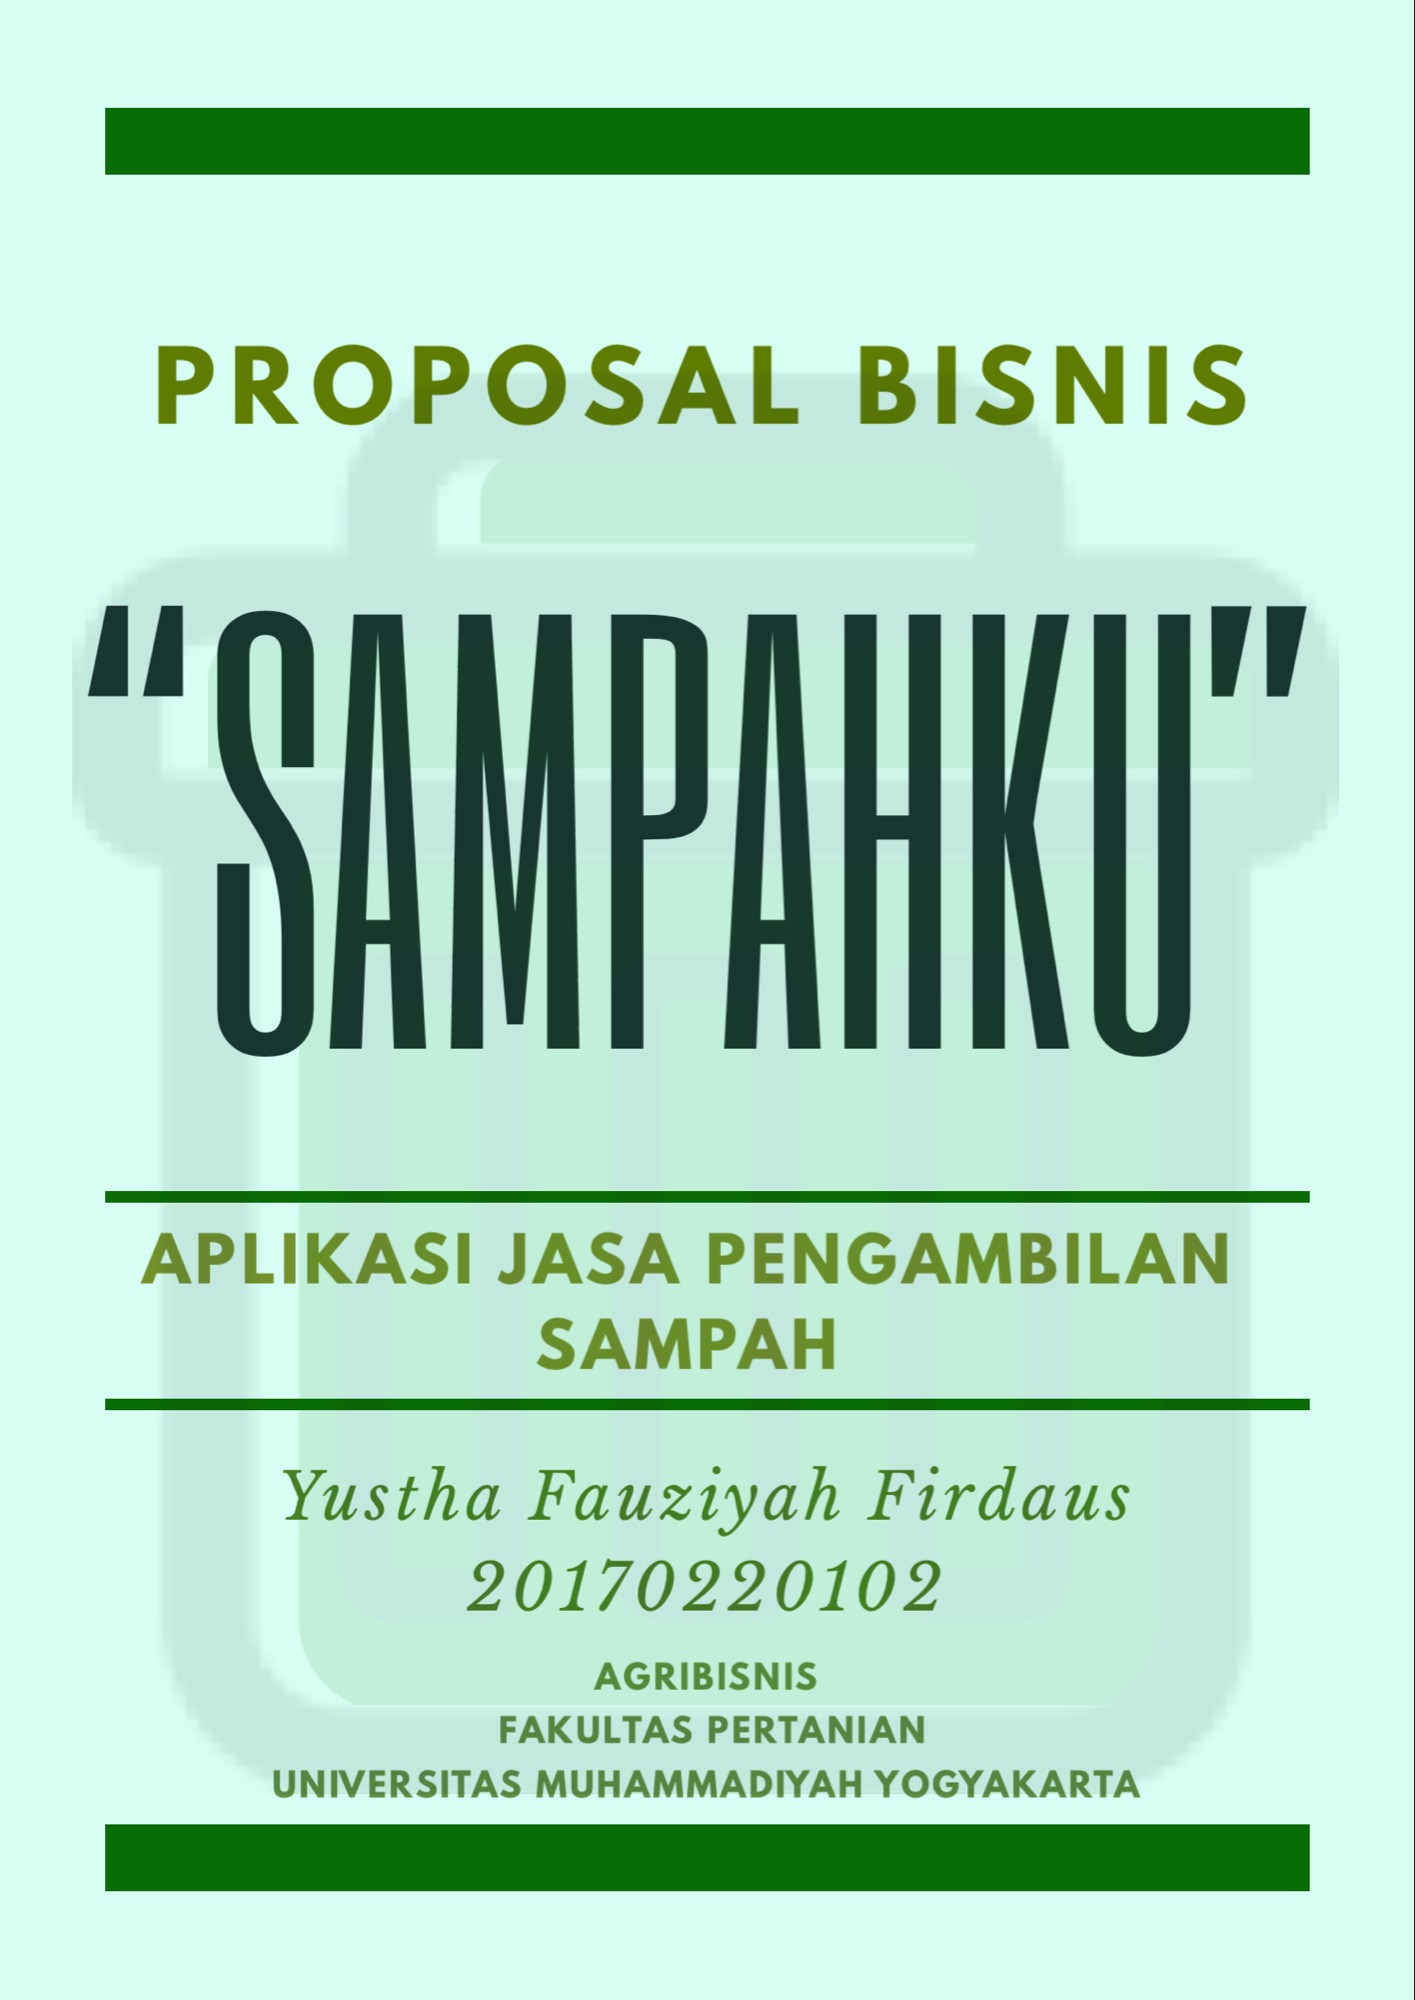 PROPOSAL BISNIS
“SAMPAHKU”
APLIKASI JASA PENGAMBILAN
SAMPAH
Yustha Fauziyah Firdaus
20170220102
AGRIBISNIS
FAKULTAS PERTANIAN
UNIVERSITAS MUHAMMADIYAH YOGYAKARTA